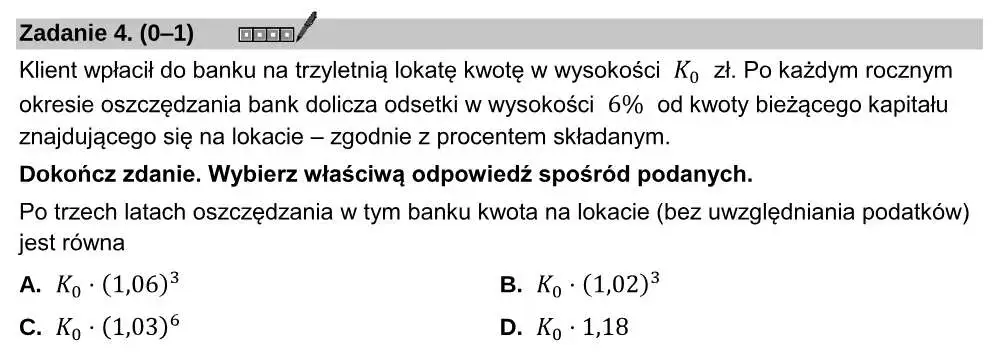 Zadanie 4. (0–1)
Klient wpłacił do banku na trzyletnią lokatę kwotę w wysokości K₀ zł. Po każdym rocznym
okresie oszczędzania bank dolicza odsetki w wysokości 6% od kwoty bieżącego kapitału
znajdującego się na lokacie – zgodnie z procentem składanym.
Dokończ zdanie. Wybierz właściwą odpowiedź spośród podanych.
Po trzech latach oszczędzania w tym banku kwota na lokacie (bez uwzględniania podatków)
jest równa
A. K₀ · (1,06)³ B. K₀ · (1,02)³
C. K₀ · (1,03)⁶ D. K₀ · 1,18